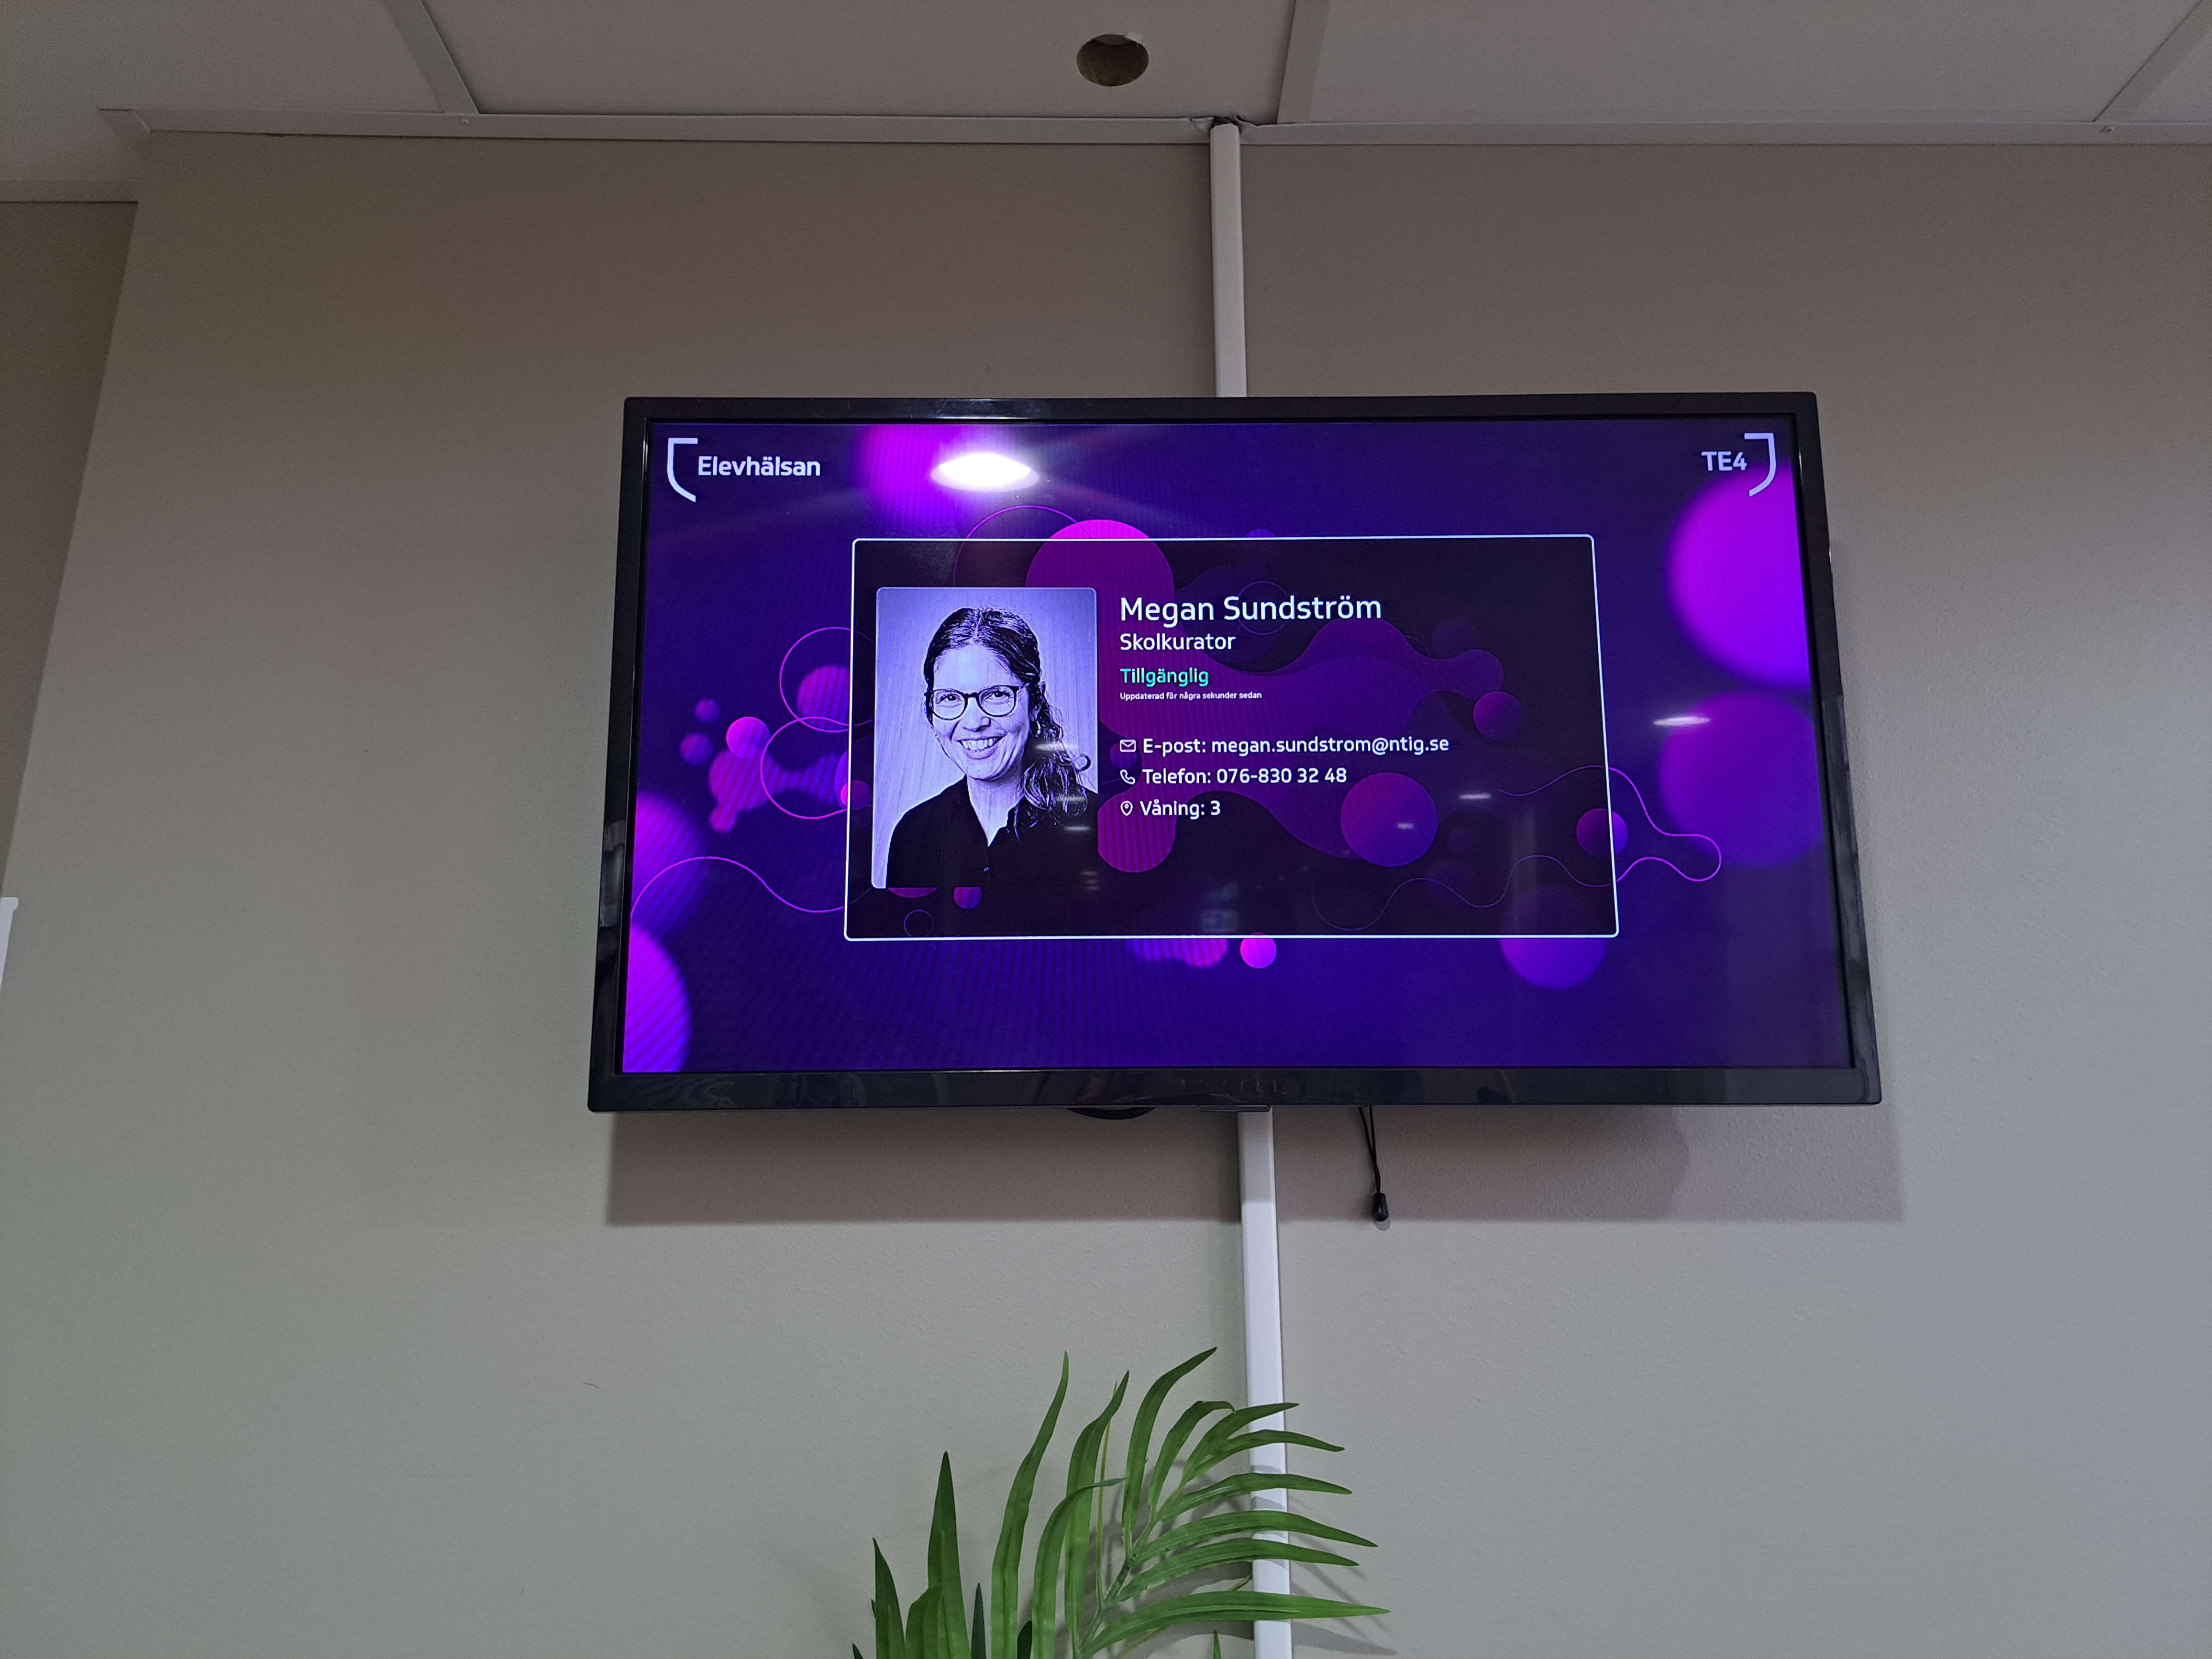 Elevhälsan
TE4
Megan Sundström
Skolkurator
Tillgänglig
Uppdaterad för några sekunder sedan
E-post: megan.sundstrom@ntig.se
Telefon: 076-830 32 48
Våning: 3